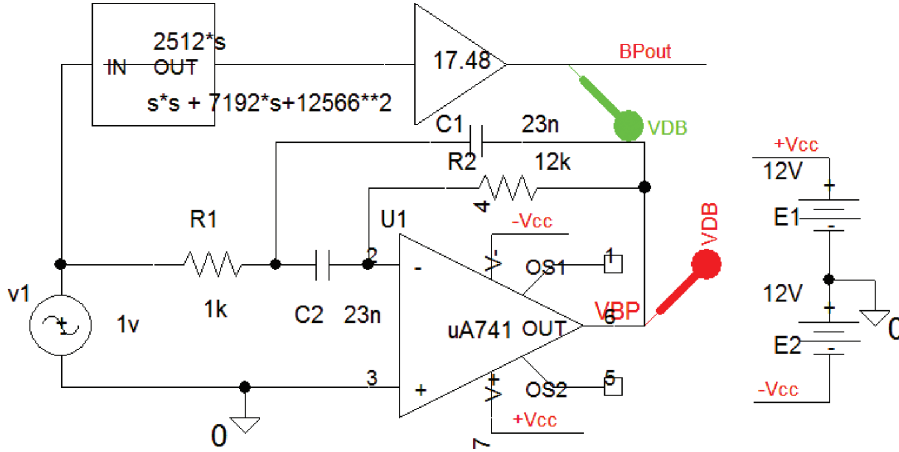 2512*s
IN OUT
s*s + 7192*s+12566**2
17.48
BPout
VDB
C1 23n
R2 12k
4
-Vcc
R1
1k
C2 23n
U1
2
-
V-
OS1
1
uA741 OUT
VBP
6
VDB
3
+
V+
OS2
5
+Vcc
7
v1
1v
0
+Vcc
12V
+
E1
-
12V
+
E2
-
0
-Vcc